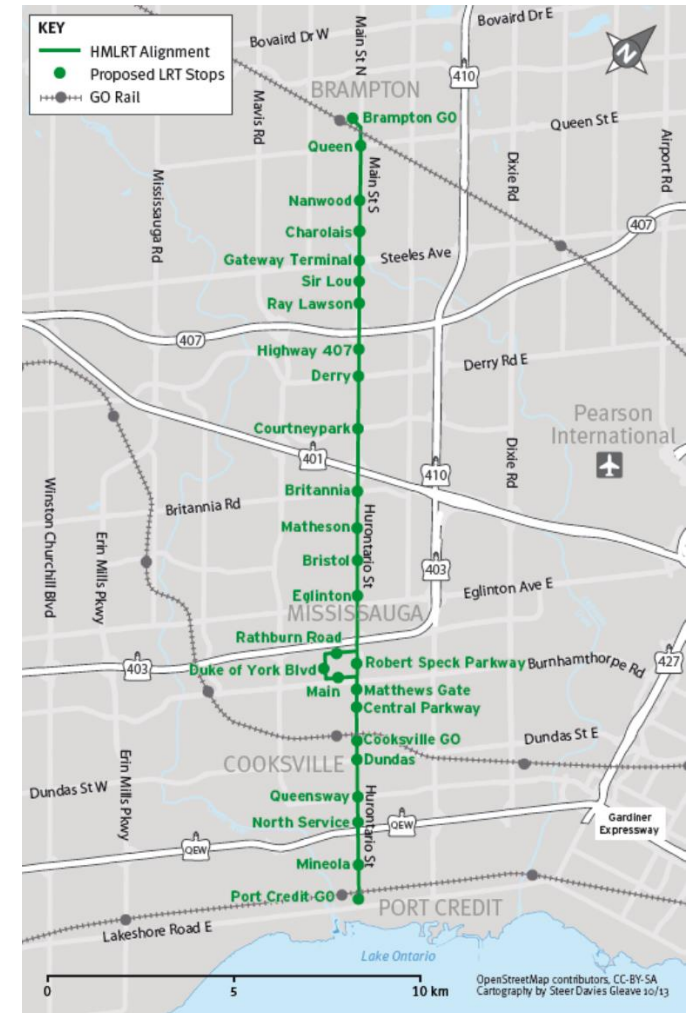 KEY
HMLRT Alignment
Proposed LRT Stops
GO Rail
Bovaird Dr W
Main St N
Bovaird Dr E
410
N
BRAMPTON
Mavis Rd
Brampton GO
Queen St E
Queen
Main St S
Dixie Rd
Airport Rd
Mississauga Rd
Nanwood
Charolais
407
Gateway Terminal
Steeles Ave
Sir Lou
Ray Lawson
407
Highway 407
Derry
Derry Rd E
Pearson
International
Courtneypark
401
410
Dixie Rd
Britannia
Winston Churchill Blvd
Britannia Rd
Erin Mills Pkwy
Matheson
Hurontario St
Bristol
403
Eglinton
Eglinton Ave E
MISSISSAUGA
Rathburn Road
403
Duke of York Blvd
Robert Speck Parkway
Burnhamthorpe Rd
427
Main
Matthews Gate
Central Parkway
Cooksville GO
Dundas St E
COOKSVILLE
Dundas
Dundas St W
Erin Mills Pkwy
Queensway
Hurontario St
North Service
QEW
Gardiner
Expressway
QEW
Mineola
Port Credit GO
PORT CREDIT
Lakeshore Road E
Lake Ontario
0
5
10 km
OpenStreetMap contributors, CC-BY-SA
Cartography by Steer Davies Gleave 10/13